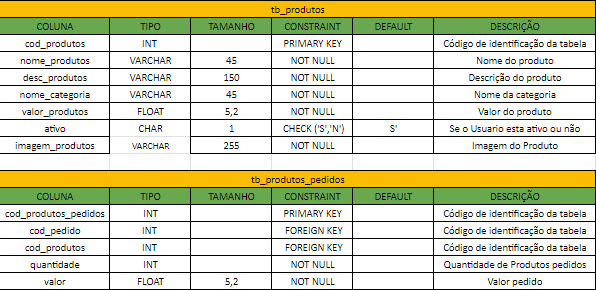 tb_produtos
COLUNA TIPO TAMANHO CONSTRAINT DEFAULT DESCRIÇÃO
cod_produtos INT PRIMARY KEY Código de identificação da tabela
nome_produtos VARCHAR 45 NOT NULL Nome do produto
desc_produtos VARCHAR 150 NOT NULL Descrição do produto
nome_categoria VARCHAR 45 NOT NULL Nome da categoria
valor_produtos FLOAT 5,2 NOT NULL Valor do produto
ativo CHAR 1 CHECK ('S','N') S' Se o Usuario esta ativo ou não
imagem_produtos VARCHAR 255 NOT NULL Imagem do Produto
tb_produtos_pedidos
COLUNA TIPO TAMANHO CONSTRAINT DEFAULT DESCRIÇÃO
cod_produtos_pedidos INT PRIMARY KEY Código de identificação da tabela
cod_pedido INT FOREIGN KEY Código de identificação da tabela
cod_produtos INT FOREIGN KEY Código de identificação da tabela
quantidade INT NOT NULL Quantidade de Produtos pedidos
valor FLOAT 5,2 NOT NULL Valor pedido